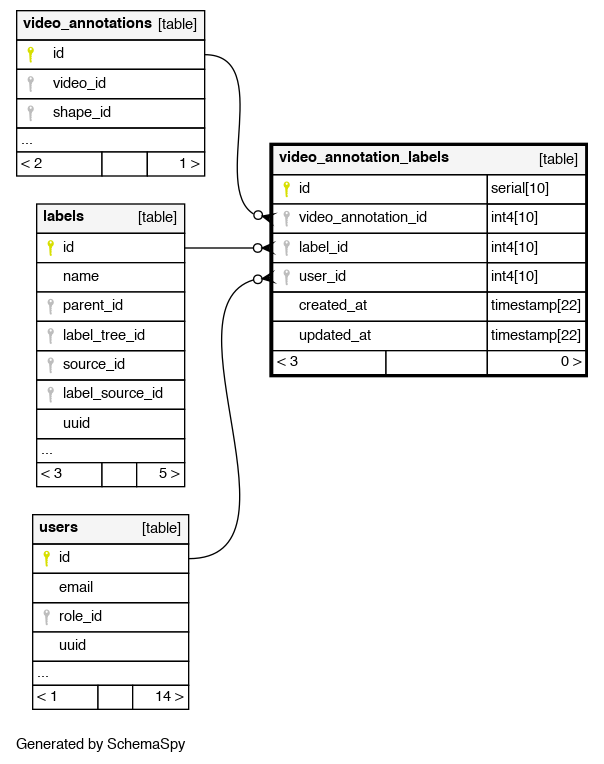 video_annotations [table]
id
video_id
shape_id
...
< 2 1 >
labels [table]
id
name
parent_id
label_tree_id
source_id
label_source_id
uuid
...
< 3 5 >
users [table]
id
email
role_id
uuid
...
< 1 14 >
video_annotation_labels [table]
id serial[10]
video_annotation_id int4[10]
label_id int4[10]
user_id int4[10]
created_at timestamp[22]
updated_at timestamp[22]
< 3 0 >
Generated by SchemaSpy